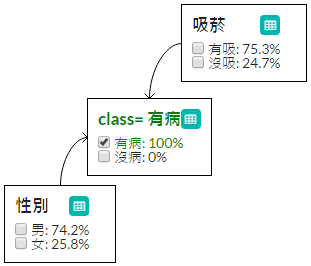 吸菸
有吸: 75.3%
沒吸: 24.7%
class= 有病
有病: 100%
沒病: 0%
性別
男: 74.2%
女: 25.8%